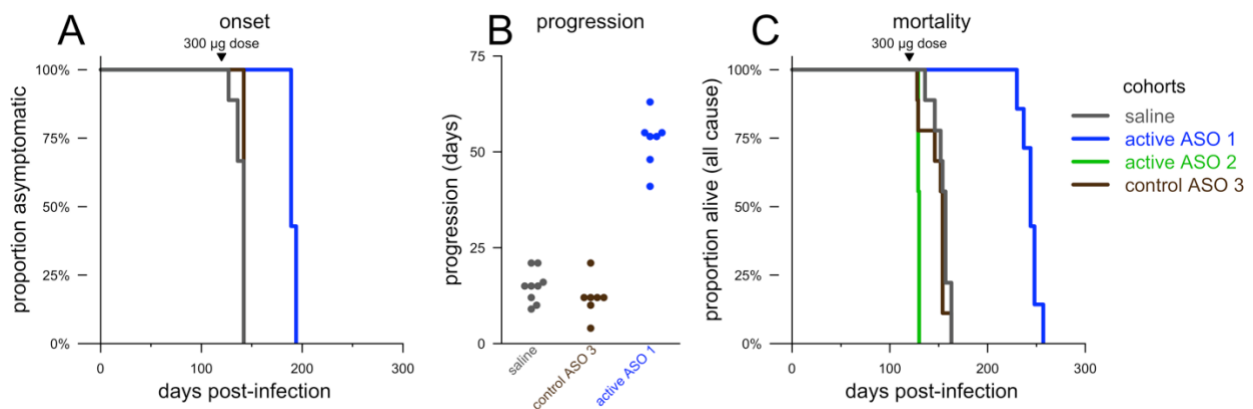 A
onset
300 µg dose
proportion asymptomatic
100%
75%
50%
25%
0%
0
100
200
300
days post-infection
B
progression
progression (days)
75
50
25
0
saline
control ASO 3
active ASO 1
C
mortality
300 µg dose
proportion alive (all cause)
100%
75%
50%
25%
0%
0
100
200
300
days post-infection
cohorts
saline
active ASO 1
active ASO 2
control ASO 3